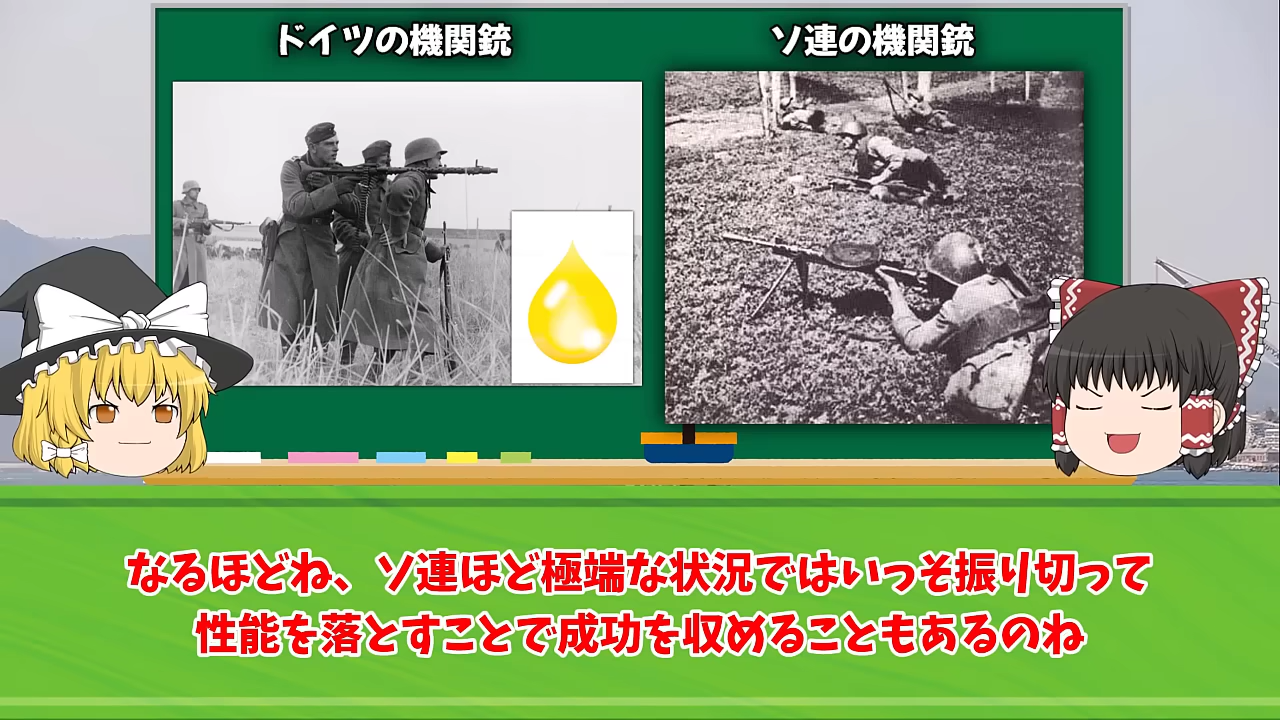 ドイツの機関銃
ソ連の機関銃
なるほどね、ソ連ほど極端な状況ではいっそ振り切って
性能を落とすことで成功を収めることもあるのね